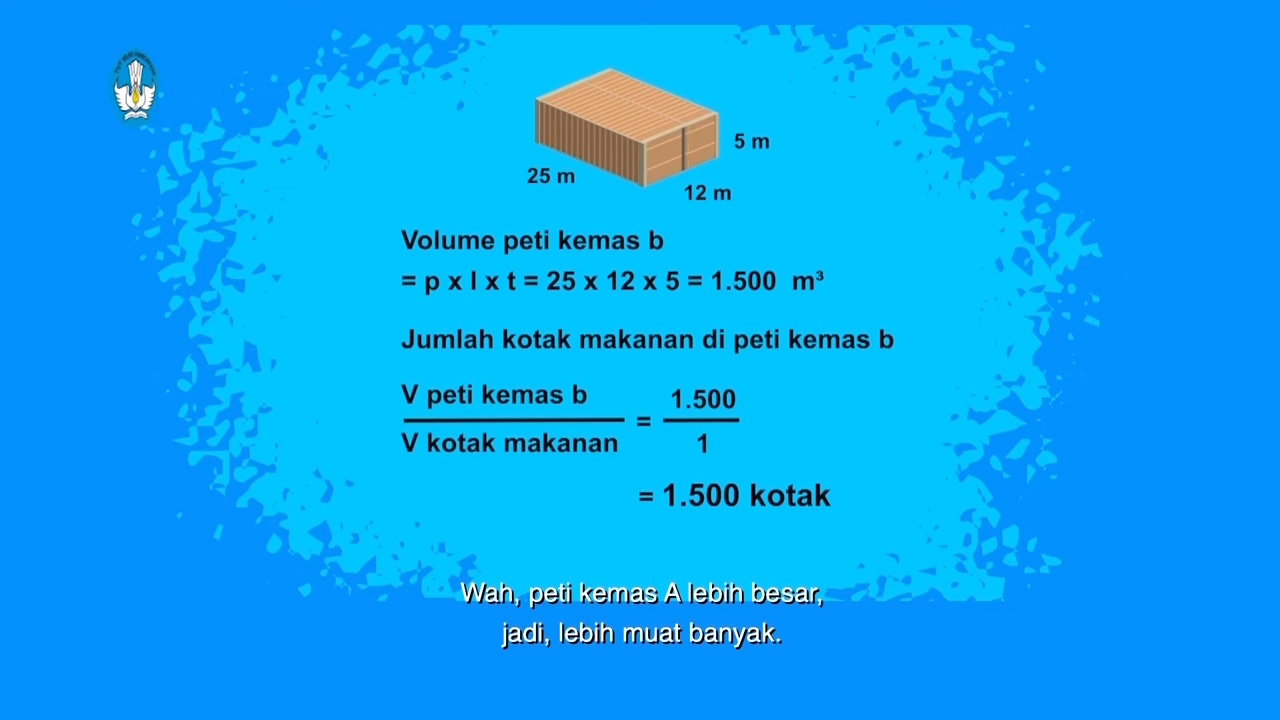 5 m
25 m
12 m
Volume peti kemas b
= p x l x t = 25 x 12 x 5 = 1.500 m³
Jumlah kotak makanan di peti kemas b
V peti kemas b
V kotak makanan
=
1.500
1
= 1.500 kotak
Wah, peti kemas A lebih besar,
jadi, lebih muat banyak.